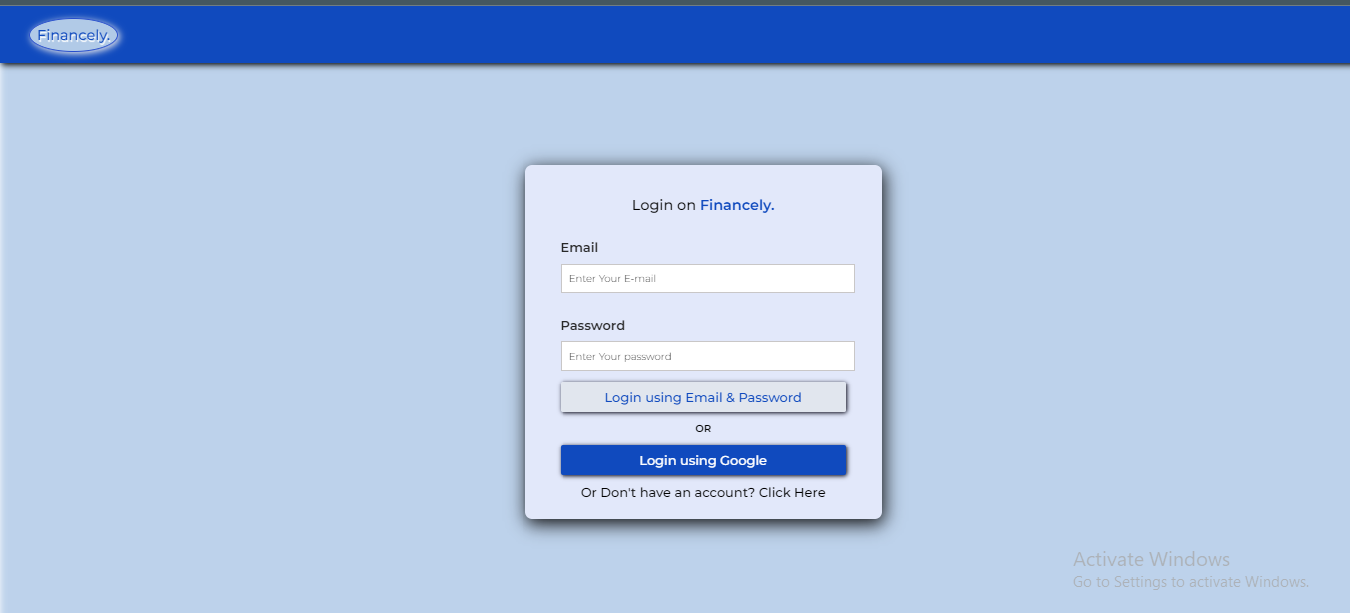 Financely.
Login on Financely.
Email
Enter Your E-mail
Password
Enter Your password
Login using Email & Password
OR
Login using Google
Or Don't have an account? Click Here
Activate Windows
Go to Settings to activate Windows.